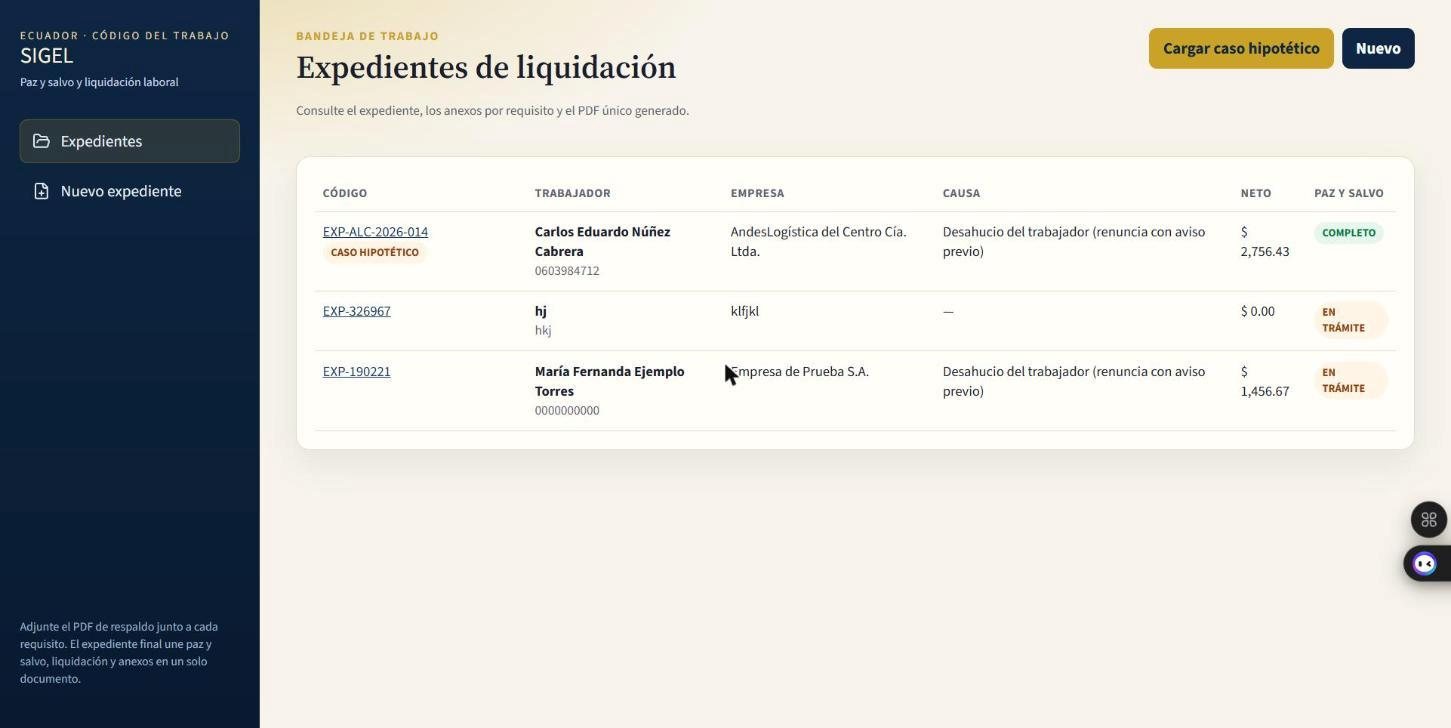 ECUADOR · CÓDIGO DEL TRABAJO
SIGEL
Paz y salvo y liquidación laboral
Expedientes
Nuevo expediente
Adjunte el PDF de respaldo junto a cada
requisito. El expediente final une paz y
salvo, liquidación y anexos en un solo
documento.
BANDEJA DE TRABAJO
Expedientes de liquidación
Consulte el expediente, los anexos por requisito y el PDF único generado.
Cargar caso hipotético
Nuevo
CÓDIGO TRABAJADOR EMPRESA CAUSA NETO PAZ Y SALVO
EXP-ALC-2026-014 Carlos Eduardo Núñez AndesLogística del Centro Cía. Desahucio del trabajador (renuncia con aviso $ COMPLETO
CASO HIPOTÉTICO Cabrera Ltda. previo) 2,756.43
0603984712
EXP-326967 hj klfjkl — $ 0.00 EN
hkj TRÁMITE
EXP-190221 María Fernanda Ejemplo Empresa de Prueba S.A. Desahucio del trabajador (renuncia con aviso $ EN
Torres previo) 1,456.67 TRÁMITE
0000000000